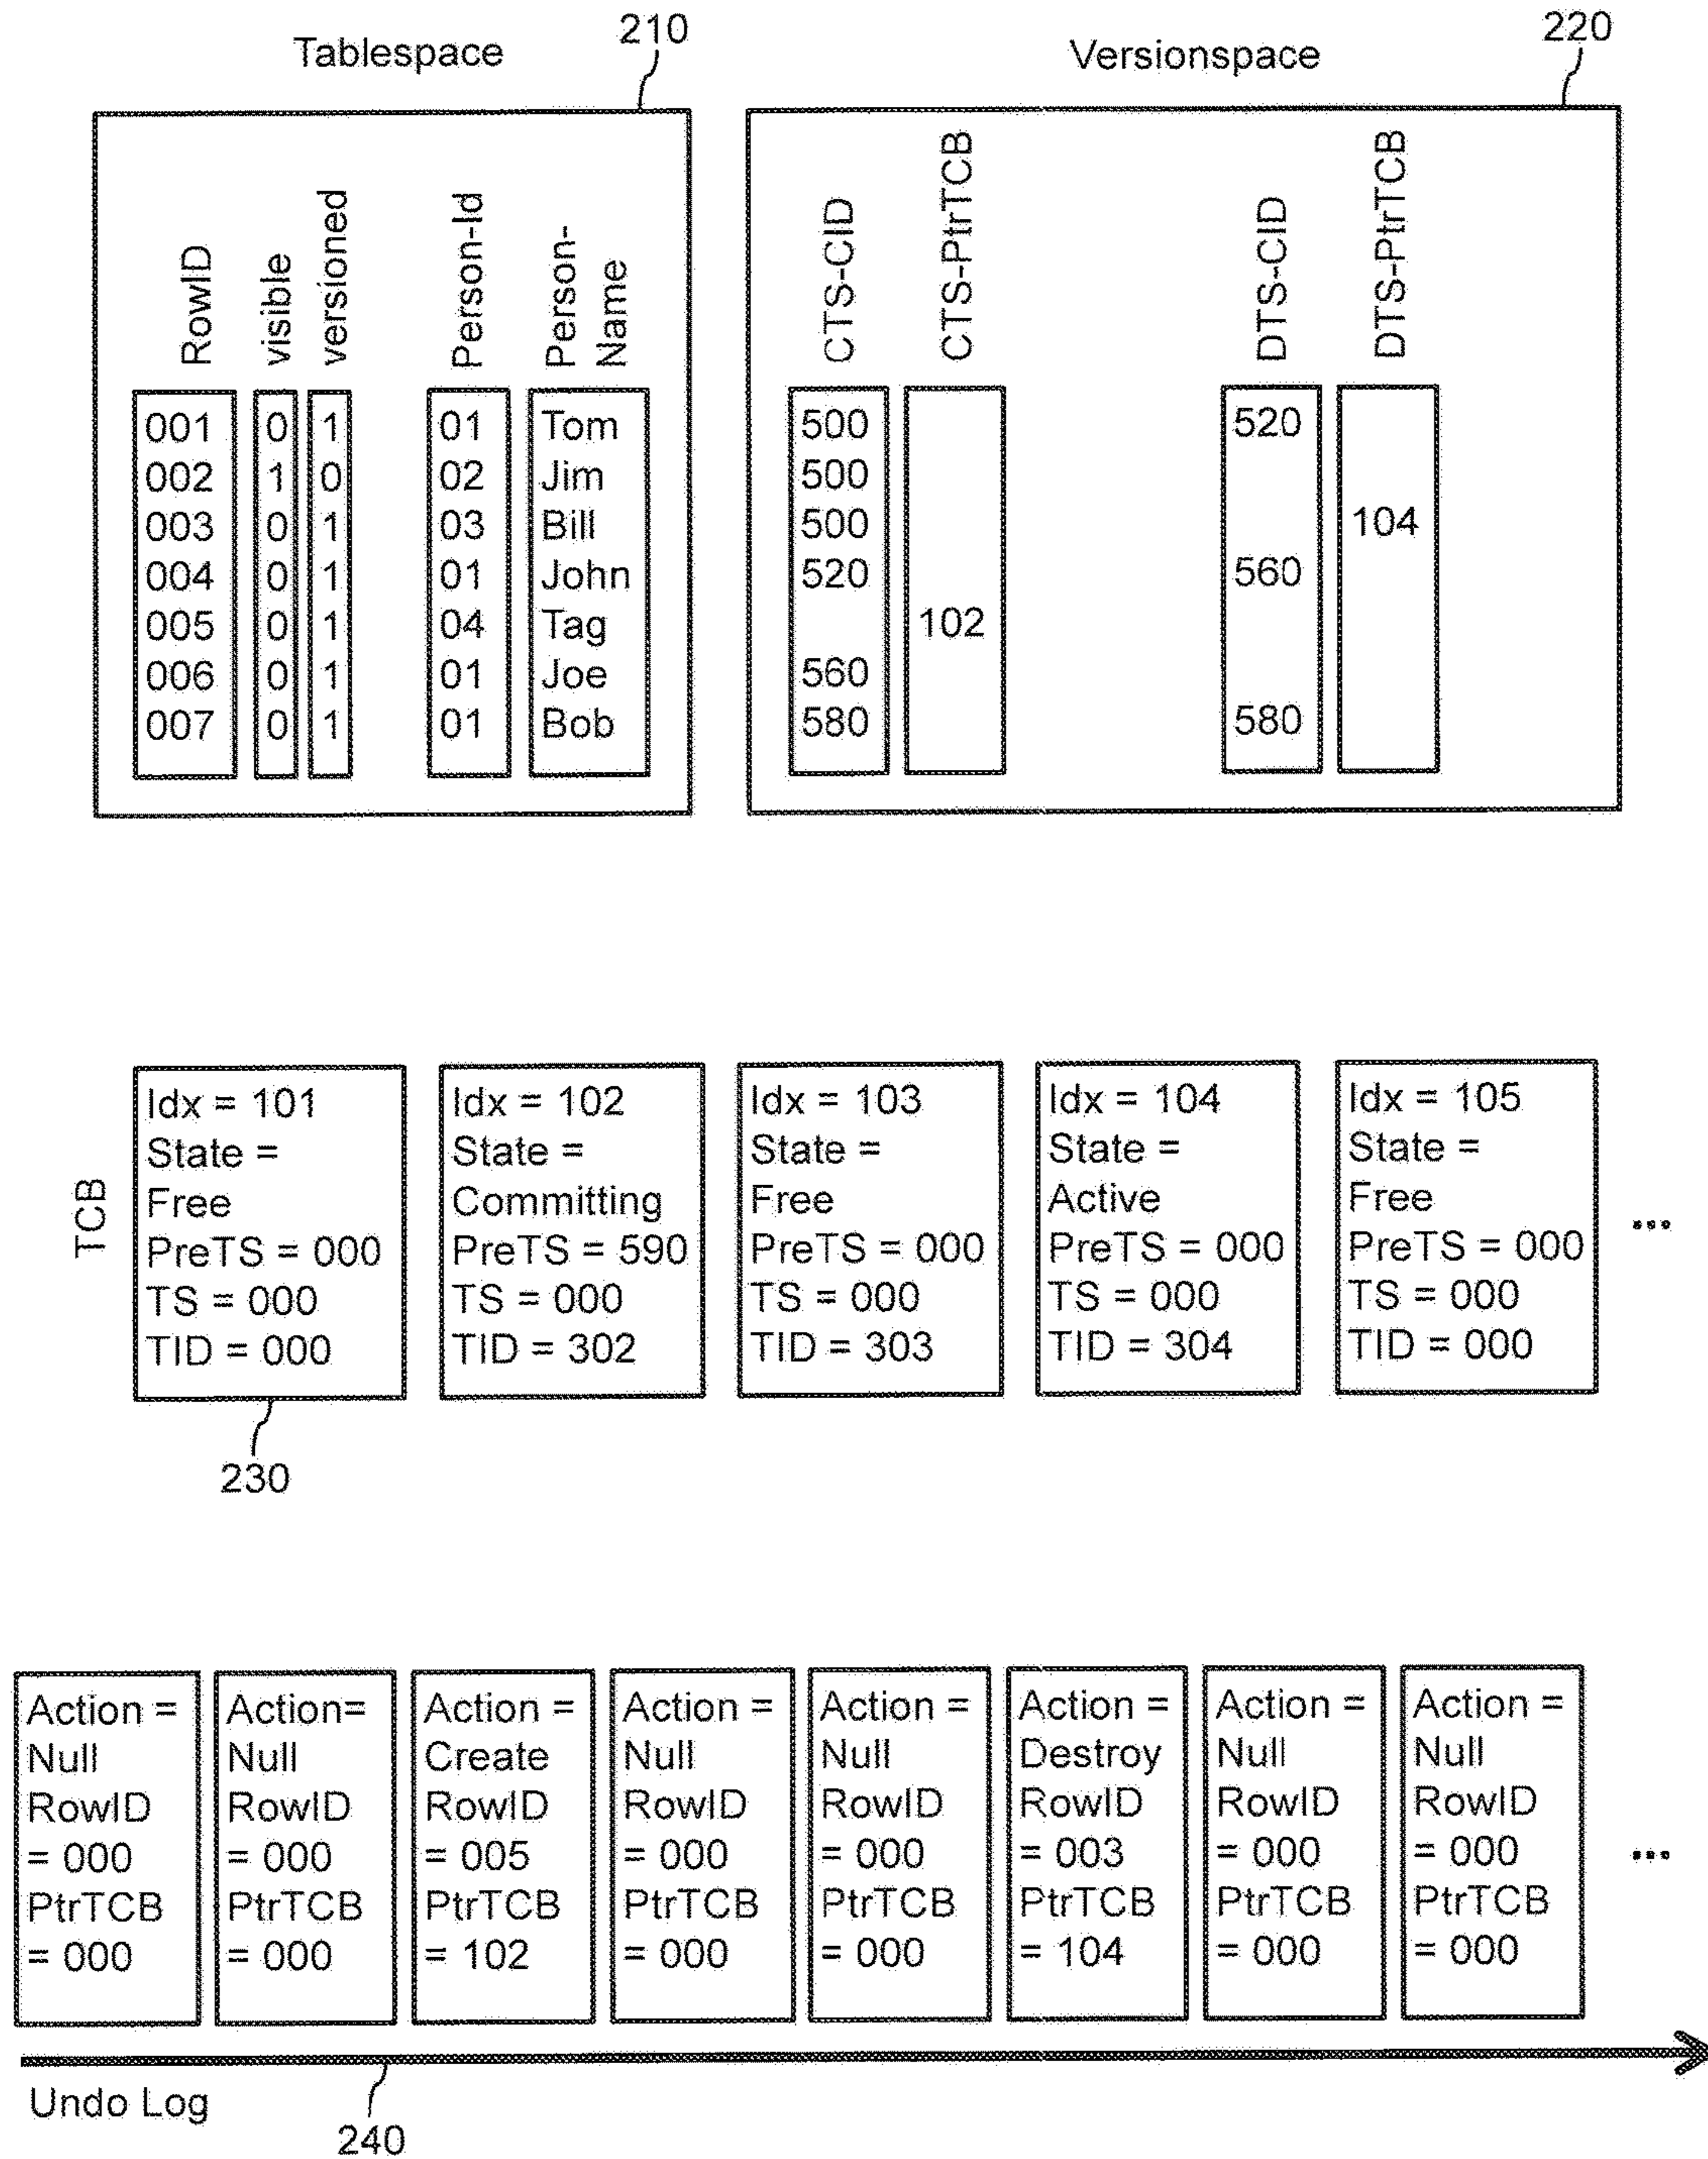 Tablespace 210 Versionspace 220
RowID visible versioned Person-Id Person-Name CTS-CID CTS-PtrTCB DTS-CID DTS-PtrTCB
001 0 1 01 Tom 500 520
002 1 0 02 Jim 500
003 0 1 03 Bill 500 104
004 0 1 01 John 520 560
005 0 1 04 Tag 102
006 0 1 01 Joe 560
007 0 1 01 Bob 580 580
TCB
Idx = 101
State =
Free
PreTS = 000
TS = 000
TID = 000
Idx = 102
State =
Committing
PreTS = 590
TS = 000
TID = 302
Idx = 103
State =
Free
PreTS = 000
TS = 000
TID = 303
Idx = 104
State =
Active
PreTS = 000
TS = 000
TID = 304
Idx = 105
State =
Free
PreTS = 000
TS = 000
TID = 000
...
230
Action =
Null
RowID
= 000
PtrTCB
= 000
Action=
Null
RowID
= 000
PtrTCB
= 000
Action =
Create
RowID
= 005
PtrTCB
= 102
Action =
Null
RowID
= 000
PtrTCB
= 000
Action =
Null
RowID
= 000
PtrTCB
= 000
Action =
Destroy
RowID
= 003
PtrTCB
= 104
Action =
Null
RowID
= 000
PtrTCB
= 000
Action =
Null
RowID
= 000
PtrTCB
= 000
...
Undo Log
240